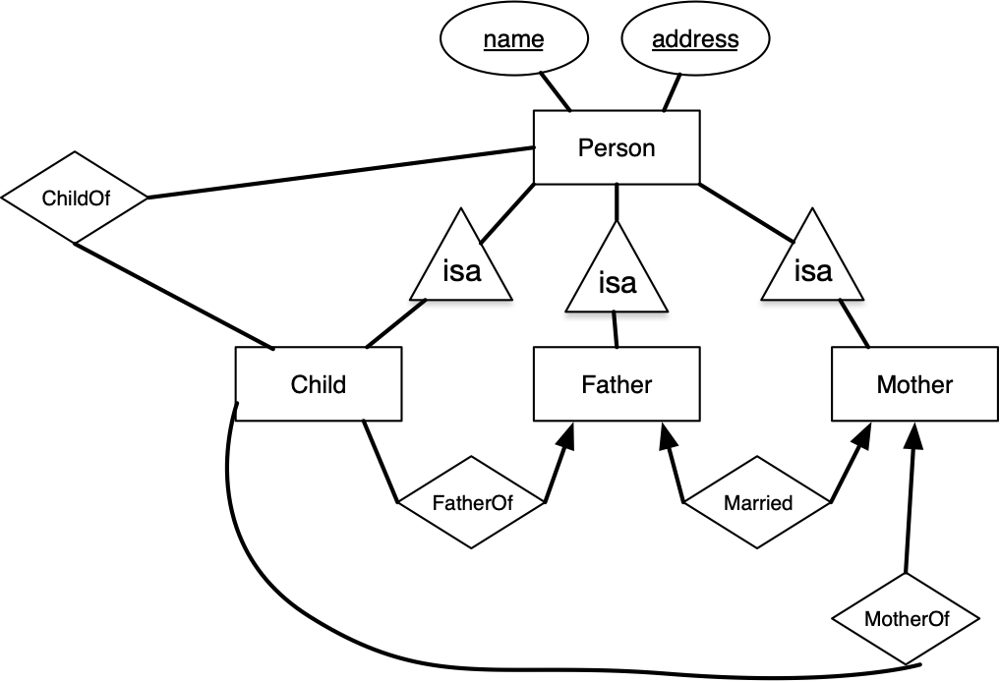 name
address
Person
ChildOf
isa
isa
isa
Child
Father
Mother
FatherOf
Married
MotherOf